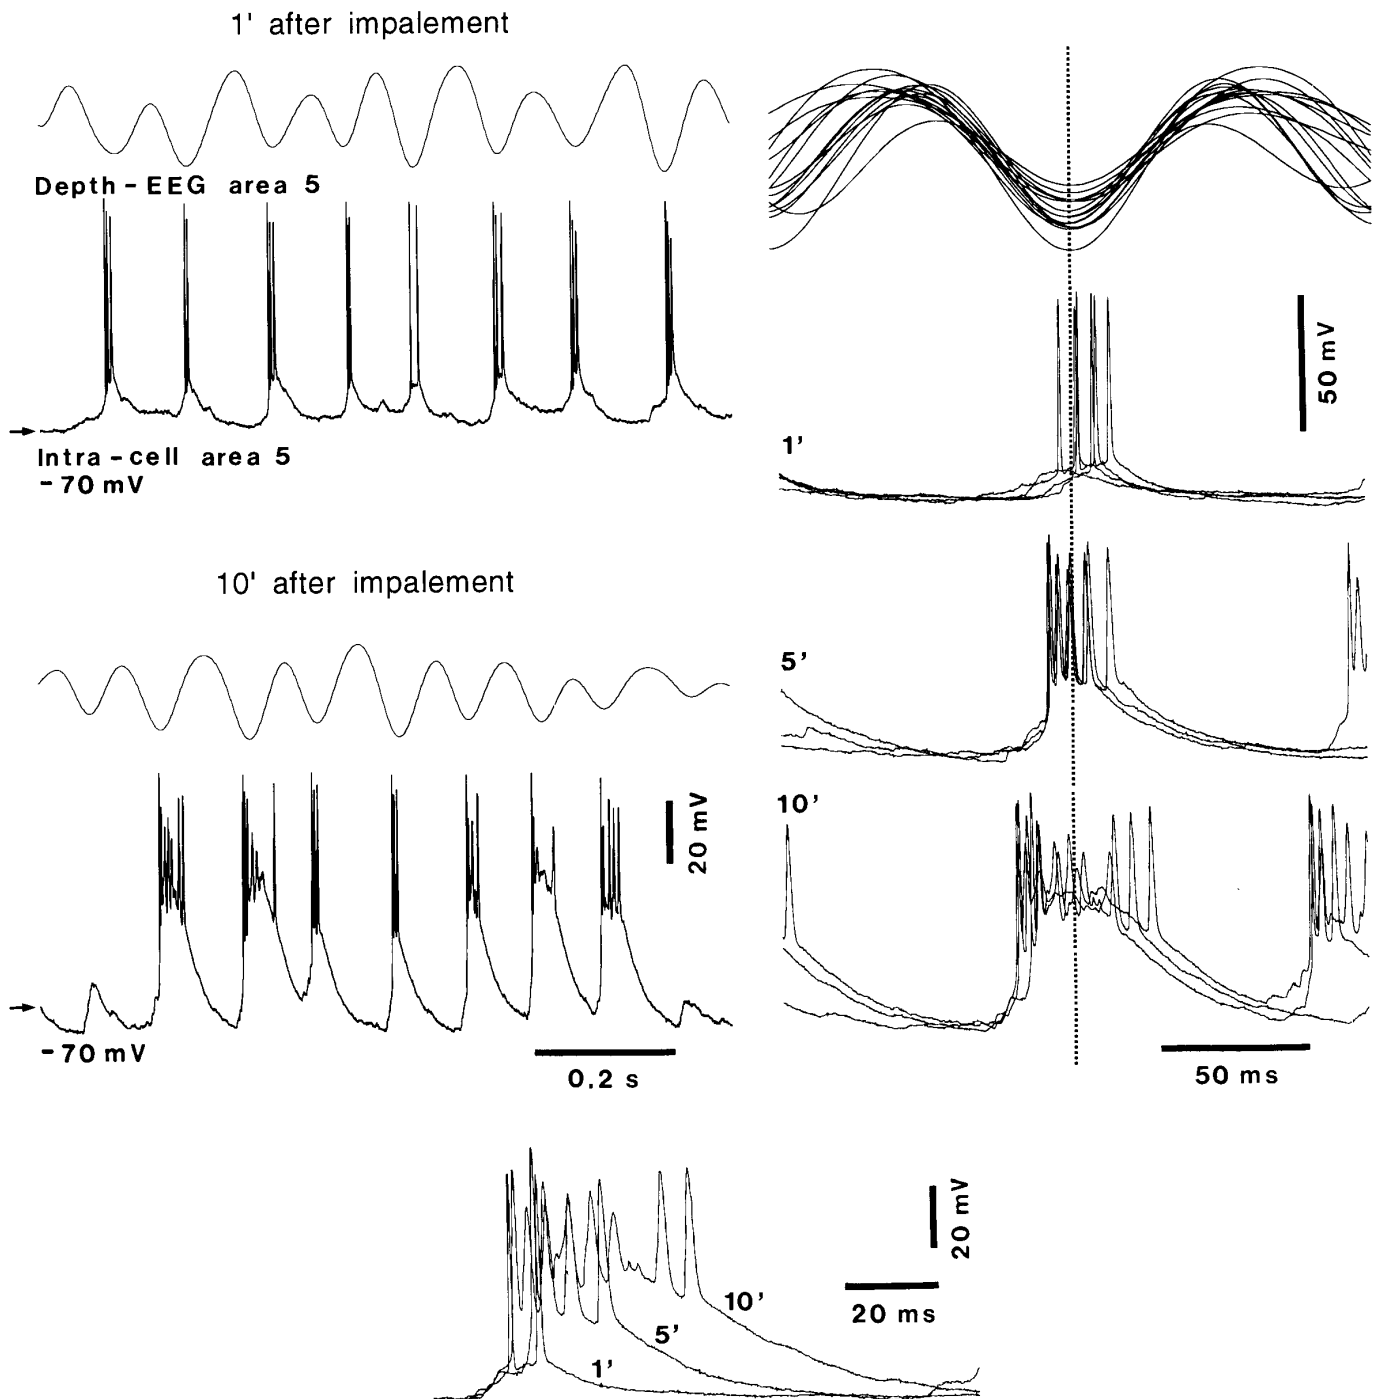 1' after impalement
Depth-EEG area 5
Intra-cell area 5
-70 mV
50 mV
1'
5'
10'
50 ms
10' after impalement
20 mV
-70 mV
0.2 s
20 mV
20 ms
10'
5'
1'